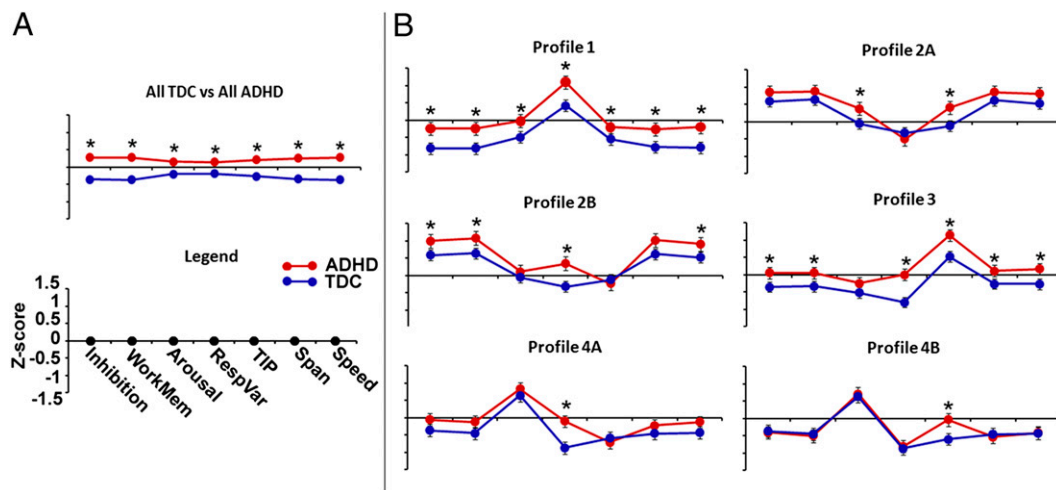 A
All TDC vs All ADHD
* * * * * * *
Legend
ADHD
TDC
Z-score
1.5
1
0.5
0
-0.5
-1
-1.5
Inhibition
WorkMem
Arousal
RespVar
TIP
Span
Speed
B
Profile 1
* * * * * * *
Profile 2A
* *
Profile 2B
* * * *
Profile 3
* * * * * *
Profile 4A
*
Profile 4B
*